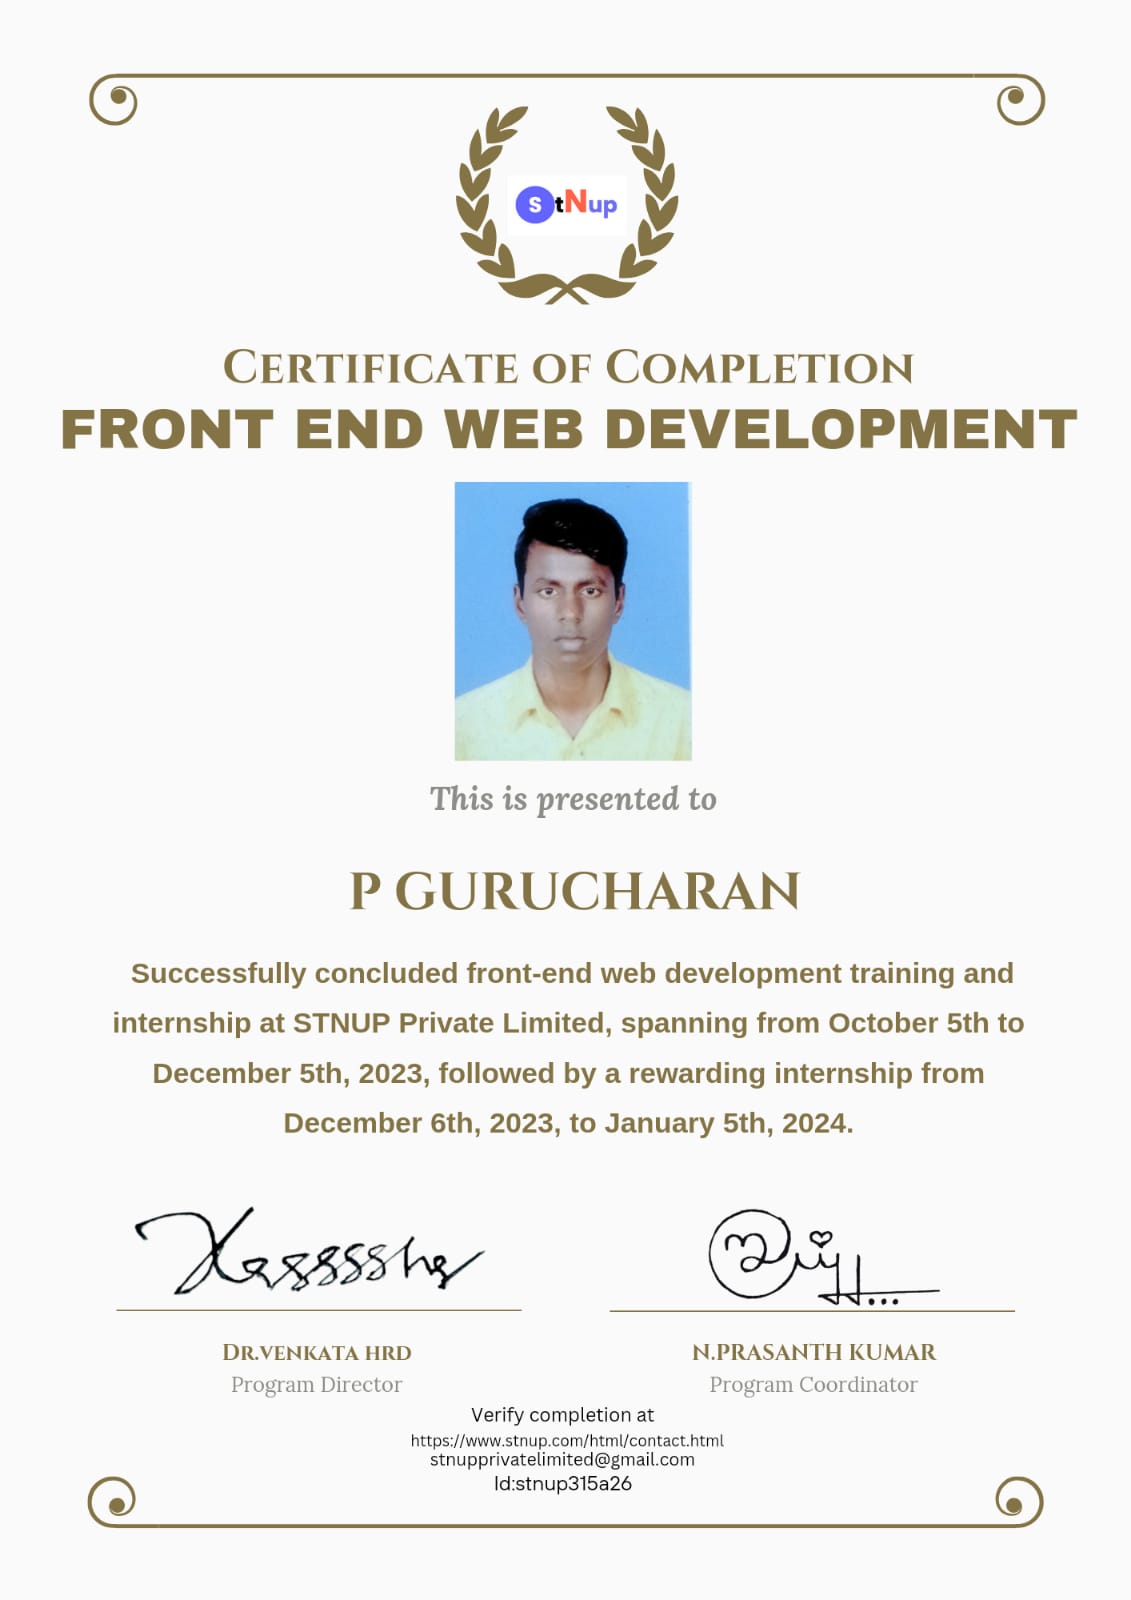 StNup
Certificate of Completion
FRONT END WEB DEVELOPMENT
This is presented to
P GURUCHARAN
Successfully concluded front-end web development training and
internship at STNUP Private Limited, spanning from October 5th to
December 5th, 2023, followed by a rewarding internship from
December 6th, 2023, to January 5th, 2024.
Dr.venkata hrd
N.PRASANTH KUMAR
Program Director
Program Coordinator
Verify completion at
https://www.stnup.com/html/contact.html
stnupprivatelimited@gmail.com
Id:stnup315a26